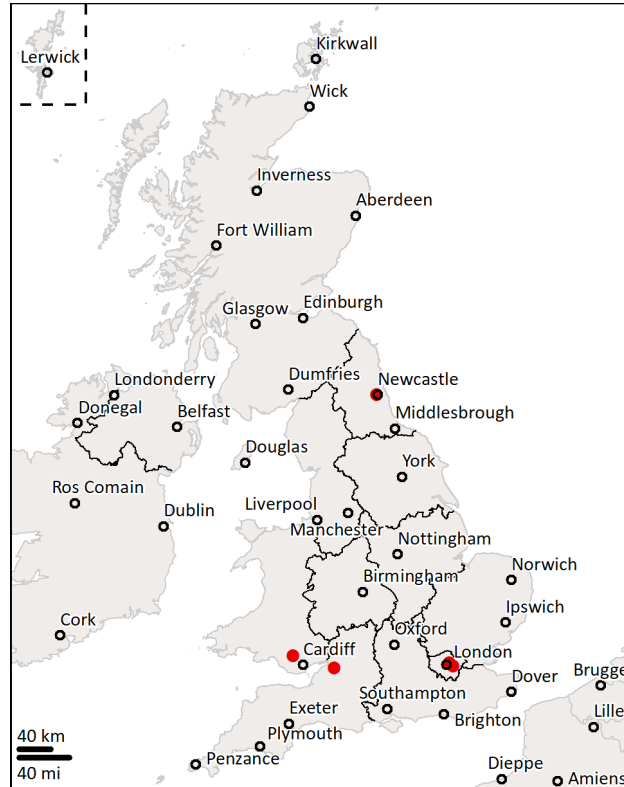 Kirkwall
Lerwick
Wick
Inverness
Aberdeen
Fort William
Glasgow
Edinburgh
Dumfries
Newcastle
Londonderry
Donegal
Belfast
Middlesbrough
Douglas
York
Ros Comain
Dublin
Liverpool
Manchester
Nottingham
Birmingham
Norwich
Ipswich
Cork
Oxford
Cardiff
London
Dover
Brugge
Southampton
Exeter
Brighton
Lille
Plymouth
40 km
Penzance
40 mi
Dieppe
Amiens